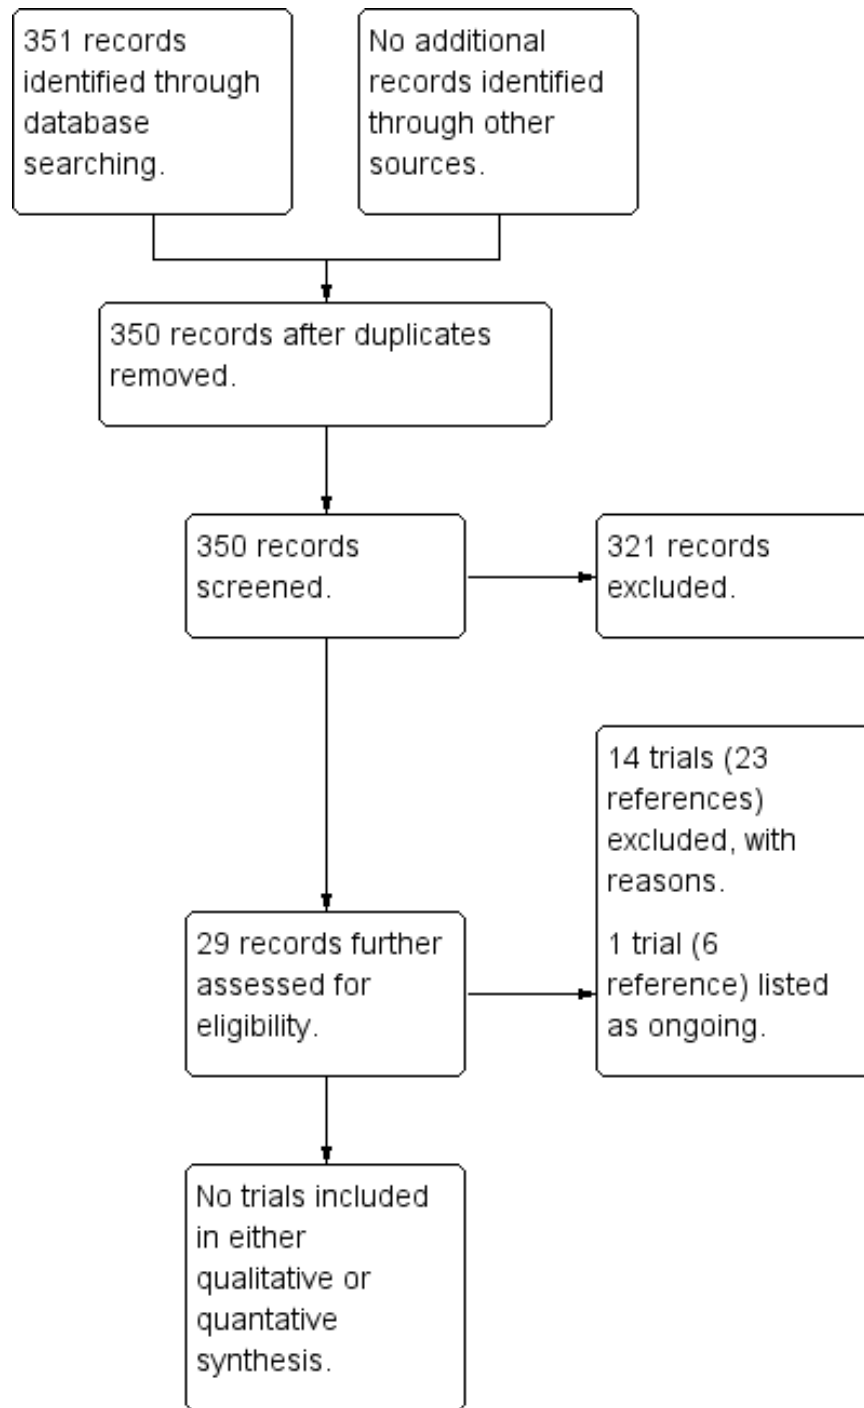 351 records
identified through
database
searching.
No additional
records identified
through other
sources.
350 records after duplicates
removed.
350 records
screened.
321 records
excluded.
14 trials (23
references)
excluded, with
reasons.
1 trial (6
reference) listed
as ongoing.
29 records further
assessed for
eligibility.
No trials included
in either
qualitative or
quantative
synthesis.